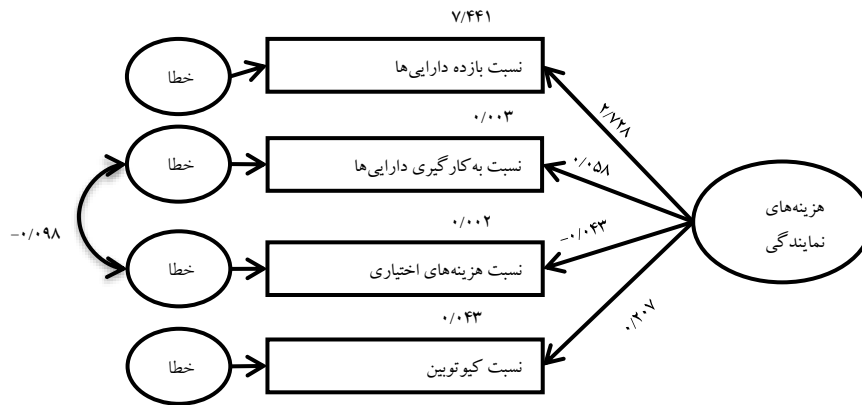 ۷/۴۴۱
نسبت بازده دارایی‌ها
خطا
۲/۷۲۸
۰/۰۰۳
نسبت به‌کارگیری دارایی‌ها
خطا
۰/۰۵۸
هزینه‌های
نمایندگی
-۰/۰۹۸
۰/۰۰۲
نسبت هزینه‌های اختیاری
خطا
-۰/۰۴۳
۰/۰۴۳
نسبت کیوتوبین
خطا
۰/۲۰۷